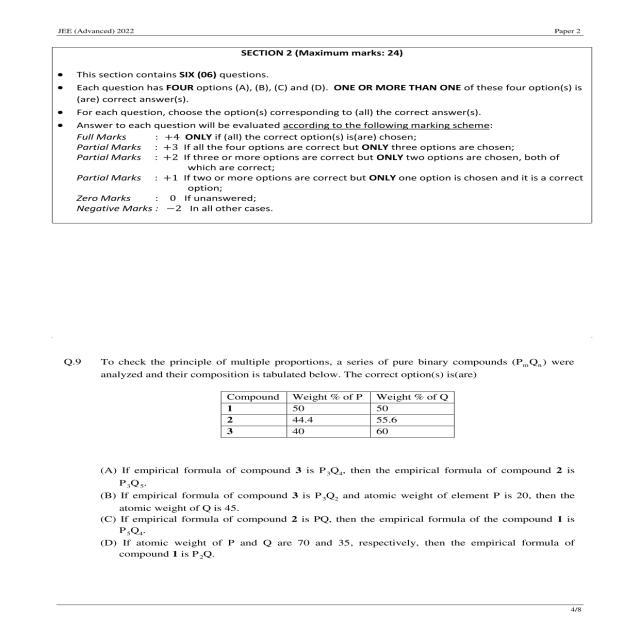 JEE (Advanced) 2022 Paper 2
SECTION 2 (Maximum marks: 24)
• This section contains SIX (06) questions.
• Each question has FOUR options (A), (B), (C) and (D). ONE OR MORE THAN ONE of these four option(s) is
(are) correct answer(s).
• For each question, choose the option(s) corresponding to (all) the correct answer(s).
• Answer to each question will be evaluated according to the following marking scheme:
Full Marks : +4 ONLY if (all) the correct option(s) is(are) chosen;
Partial Marks : +3 If all the four options are correct but ONLY three options are chosen;
Partial Marks : +2 If three or more options are correct but ONLY two options are chosen, both of
which are correct;
Partial Marks : +1 If two or more options are correct but ONLY one option is chosen and it is a correct
option;
Zero Marks : 0 If unanswered;
Negative Marks : −2 In all other cases.
Q.9 To check the principle of multiple proportions, a series of pure binary compounds (PₘQₙ) were
analyzed and their composition is tabulated below. The correct option(s) is(are)
Compound Weight % of P Weight % of Q
1 50 50
2 44.4 55.6
3 40 60
(A) If empirical formula of compound 3 is P₃Q₄, then the empirical formula of compound 2 is
P₃Q₅.
(B) If empirical formula of compound 3 is P₃Q₂ and atomic weight of element P is 20, then the
atomic weight of Q is 45.
(C) If empirical formula of compound 2 is PQ, then the empirical formula of the compound 1 is
P₅Q₄.
(D) If atomic weight of P and Q are 70 and 35, respectively, then the empirical formula of
compound 1 is P₂Q.
4/8